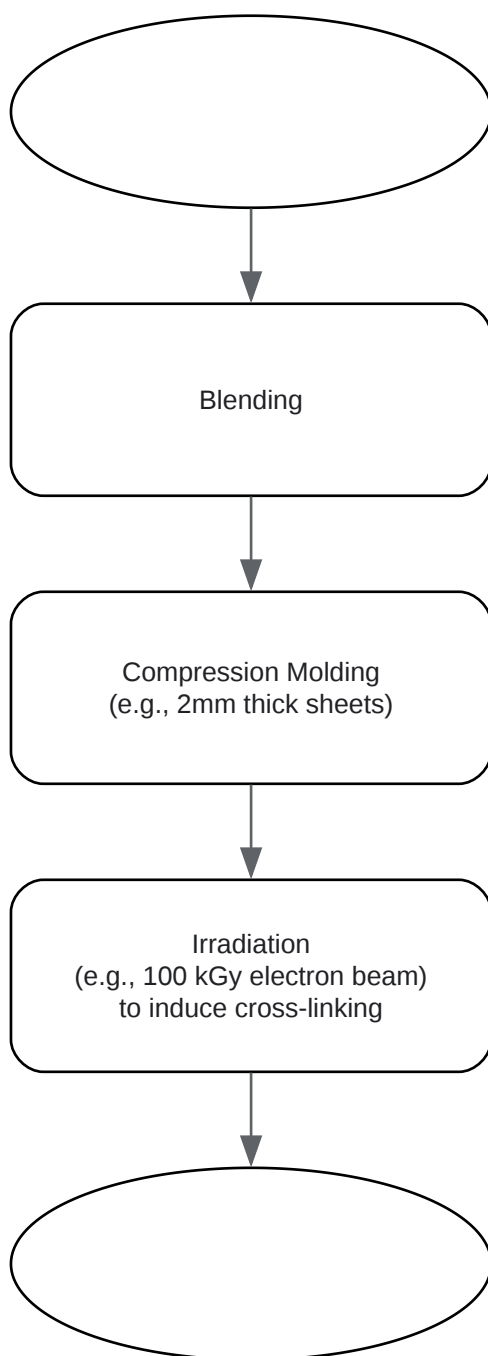 Blending
Compression Molding
(e.g., 2mm thick sheets)
Irradiation
(e.g., 100 kGy electron beam)
to induce cross-linking